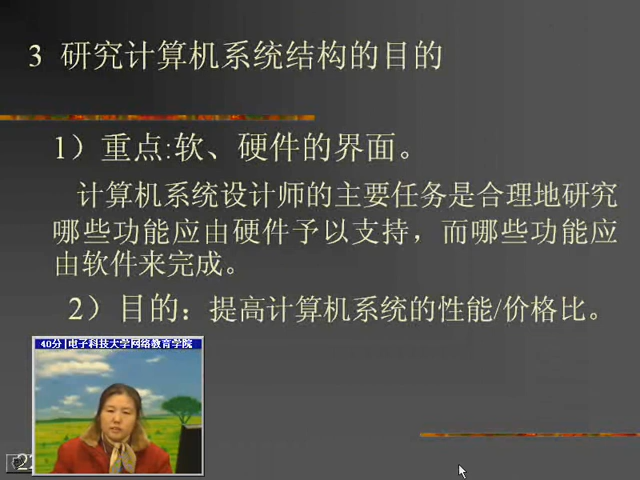 3 研究计算机系统结构的目的
1）重点:软、硬件的界面。
计算机系统设计师的主要任务是合理地研究
哪些功能应由硬件予以支持，而哪些功能应
由软件来完成。
2）目的：提高计算机系统的性能/价格比。
40分|电子科技大学网络教育学院